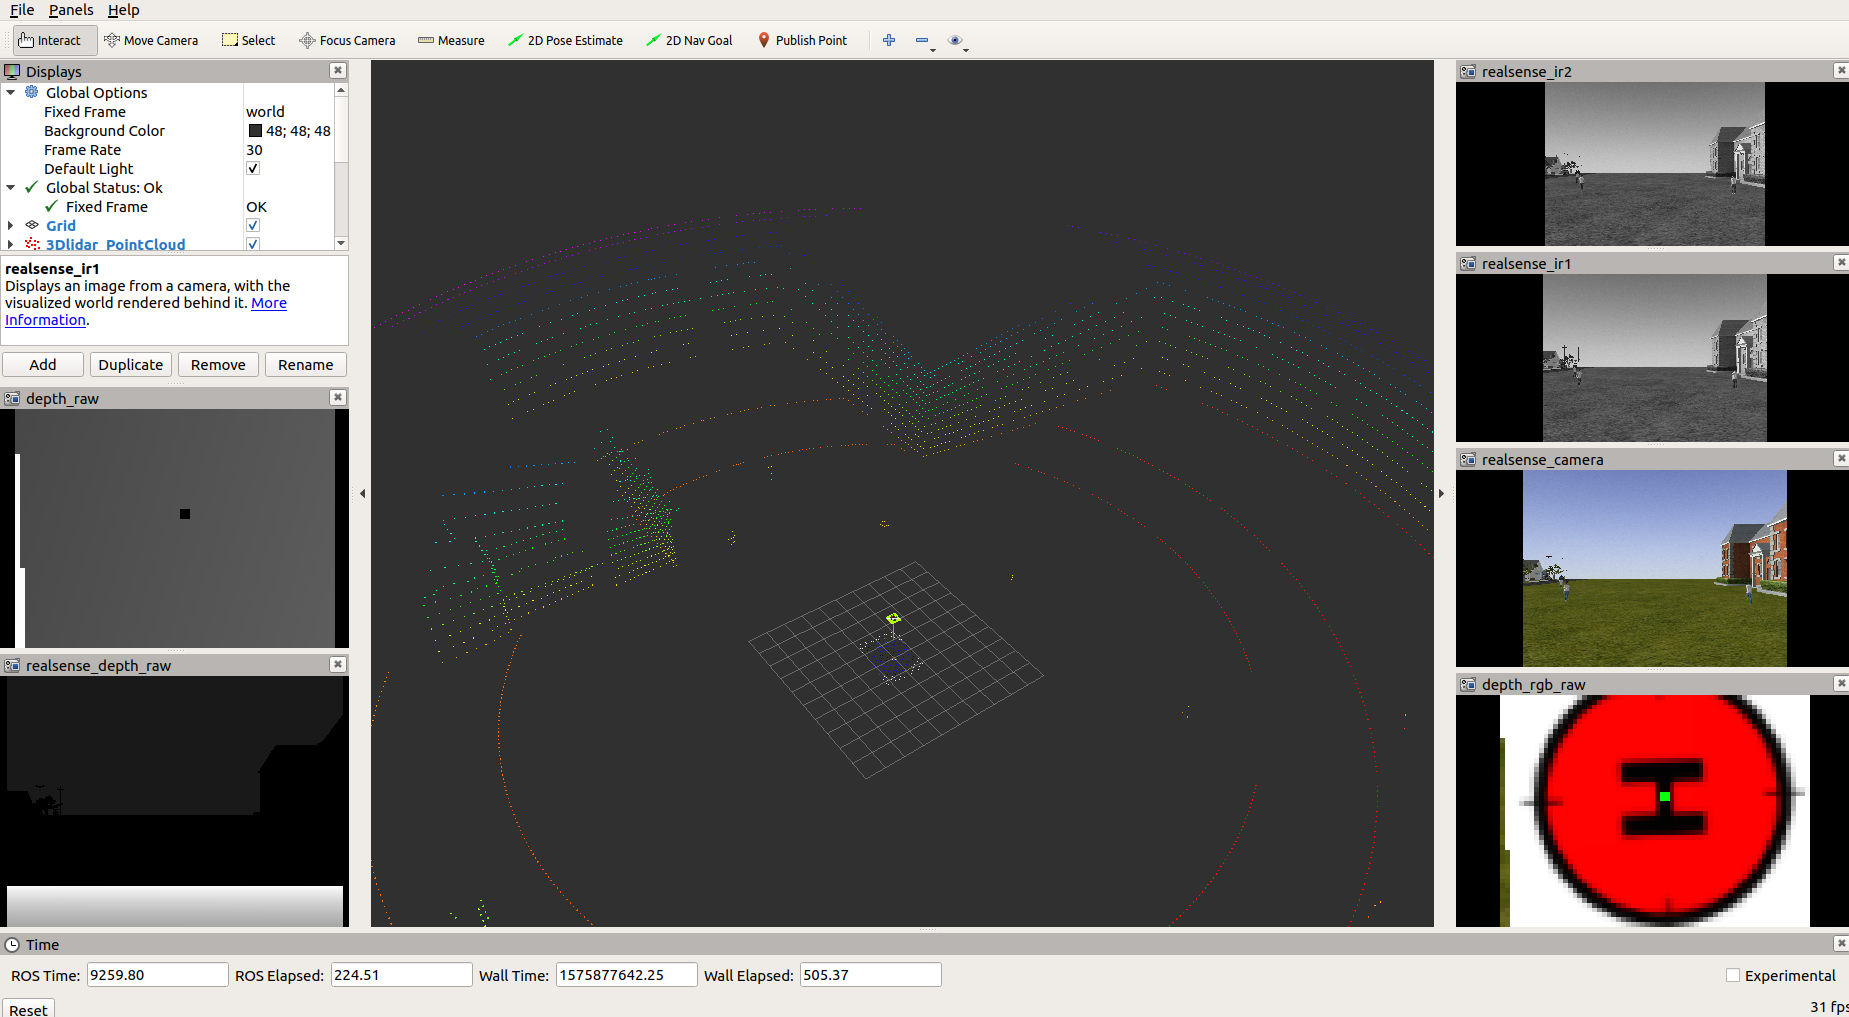 File Panels Help
Interact Move Camera Select Focus Camera Measure 2D Pose Estimate 2D Nav Goal Publish Point
Displays
Global Options
Fixed Frame world
Background Color 48; 48; 48
Frame Rate 30
Default Light
Global Status: Ok
Fixed Frame OK
Grid
3Dlidar_PointCloud
realsense_ir1
Displays an image from a camera, with the
visualized world rendered behind it. More
Information.
Add Duplicate Remove Rename
depth_raw
realsense_depth_raw
realsense_ir2
realsense_ir1
realsense_camera
depth_rgb_raw
H
Time
ROS Time: 9259.80 ROS Elapsed: 224.51 Wall Time: 1575877642.25 Wall Elapsed: 505.37 Experimental
Reset 31 fps